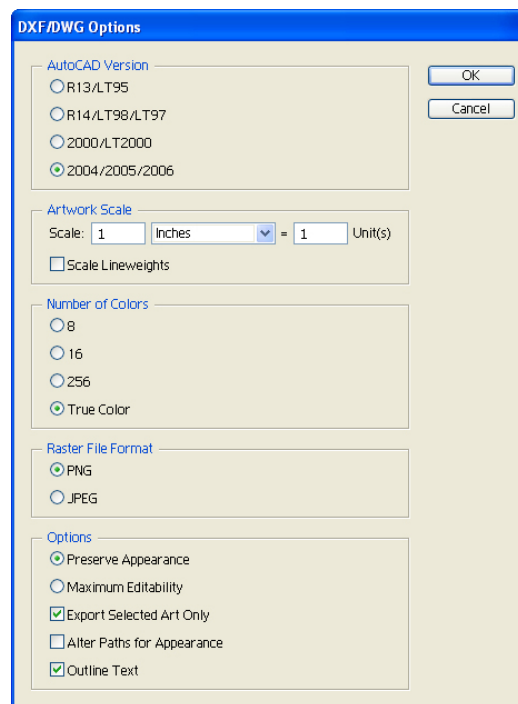 DXF/DWG Options
AutoCAD Version
R13/LT95
R14/LT98/LT97
2000/LT2000
2004/2005/2006
OK
Cancel
Artwork Scale
Scale: 1 Inches = 1 Unit(s)
Scale Lineweights
Number of Colors
8
16
256
True Color
Raster File Format
PNG
JPEG
Options
Preserve Appearance
Maximum Editability
Export Selected Art Only
Alter Paths for Appearance
Outline Text